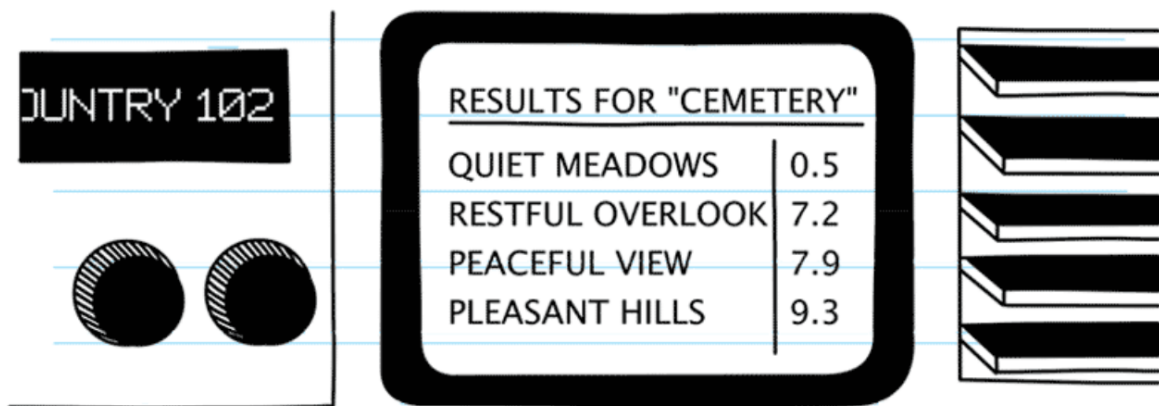 OUNTRY 102
RESULTS FOR "CEMETERY"
QUIET MEADOWS 0.5
RESTFUL OVERLOOK 7.2
PEACEFUL VIEW 7.9
PLEASANT HILLS 9.3